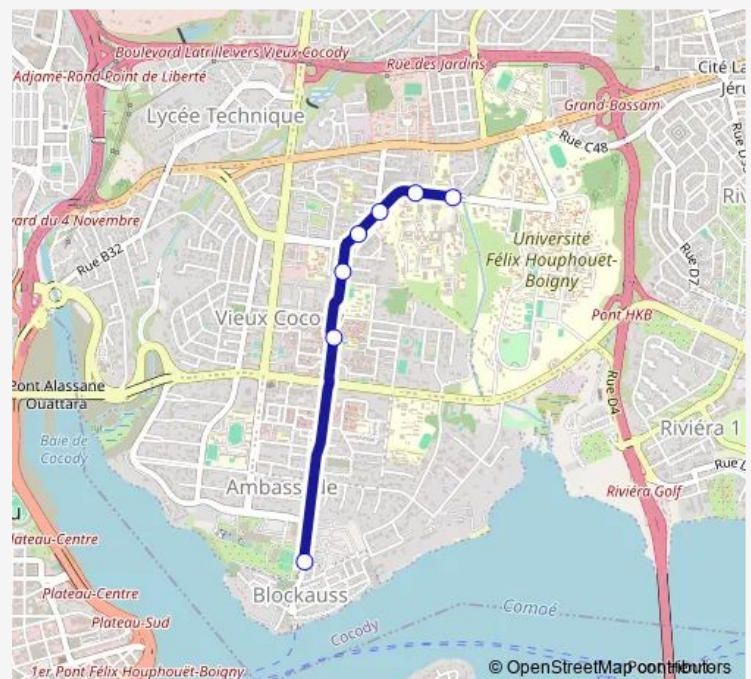 Boulevard Latrille vers Vieux Cocody
Rue des Jardins
Cité La
Jéru
Adjamé-Rond-Point de Liberté
Lycée Technique
Grand-Bassam
Rue C48
Riv
vard du 4 Novembre
Rue B32
Université
Félix Houphouët-
Boigny
Rue D7
Vieux Coco
Pont HKB
Pont Alassane
Ouattara
Rue D4
Baie de
Cocody
Riviéra 1
Ambass
de
Riviéra Golf
lateau-Centre
Plateau-Centre
Blockauss
Comoé
Plateau-Sud
Cocody
1er Pont Félix Houphouët-Boigny
© OpenStreetMap contributors